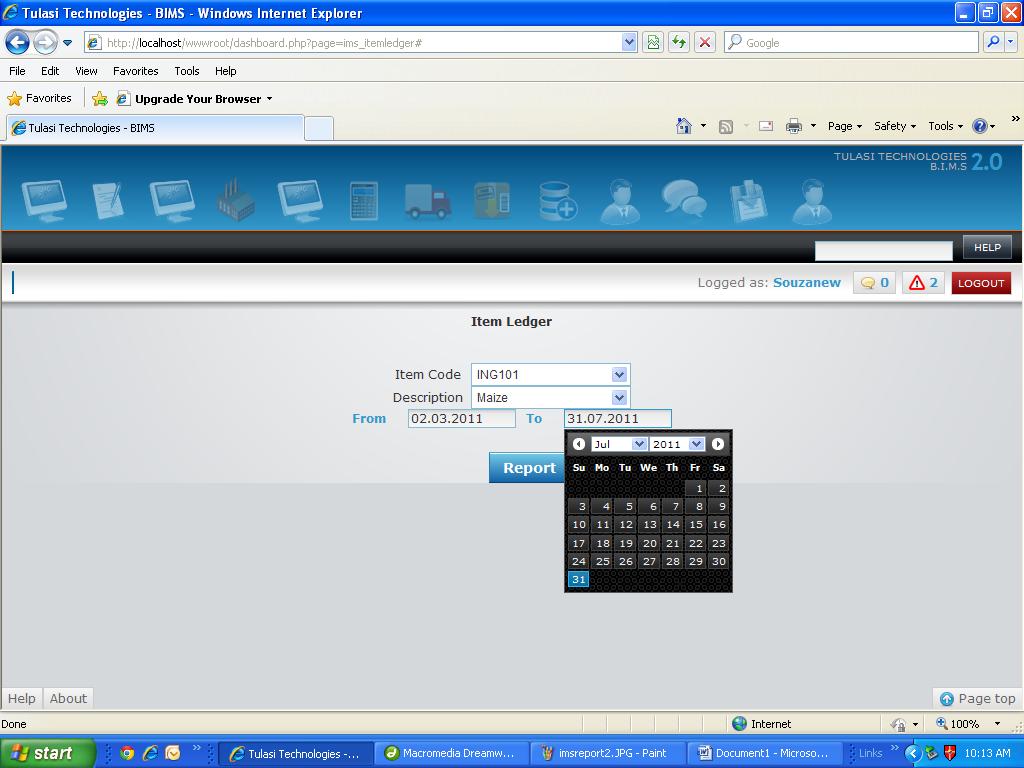 Tulasi Technologies - BIMS - Windows Internet Explorer
http://localhost/wwwroot/dashboard.php?page=ims_itemledger#
Google
File Edit View Favorites Tools Help
Favorites Upgrade Your Browser
Tulasi Technologies - BIMS
Page Safety Tools »
TULASI TECHNOLOGIES
B.I.M.S 2.0
HELP
Logged as: Souzanew 0 2 LOGOUT
Item Ledger
Item Code ING101
Description Maize
From 02.03.2011 To 31.07.2011
Jul 2011
Report
Su Mo Tu We Th Fr Sa
1 2
3 4 5 6 7 8 9
10 11 12 13 14 15 16
17 18 19 20 21 22 23
24 25 26 27 28 29 30
31
Help About Page top
Done Internet 100%
start » Tulasi Technologies -... Macromedia Dreamw... imsreport2.JPG - Paint Document1 - Microso... Links » 10:13 AM